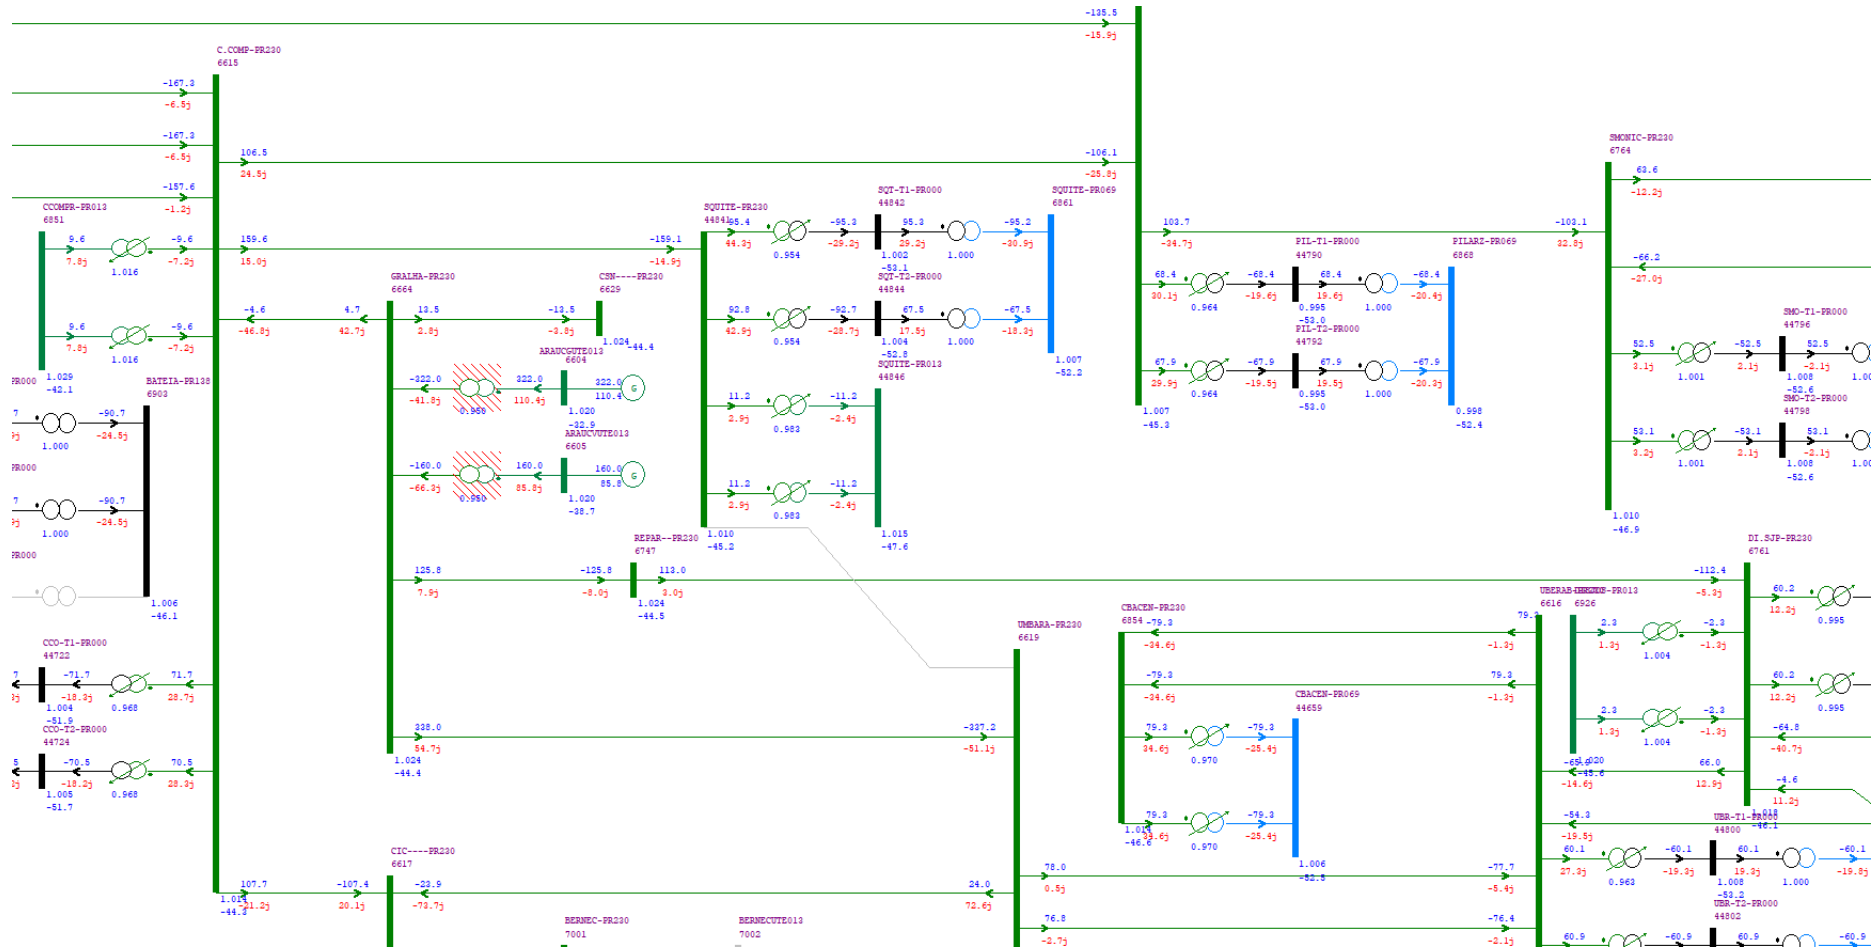 -135.5
-15.9j
C.COMP-PR230
6615
-167.3
-6.5j
-167.3
-6.5j
SMONIC-PR230
6764
106.5
24.5j
-106.1
-25.8j
63.6
-12.2j
-157.6
-1.2j
CCOMPR-PR013
6851
SQUITE-PR230
44841
SQT-T1-PR000
44842
SQUITE-PR069
6861
9.6
7.8j
1.016
-9.6
-7.2j
159.6
15.0j
-159.1
-14.9j
95.4
44.3j
0.954
-95.3
-29.2j
95.3
29.2j
1.002
-53.1
1.000
-95.2
-30.9j
103.7
-34.7j
-103.1
32.8j
PIL-T1-PR000
44790
PILARZ-PR069
6868
-66.2
-27.0j
GRALHA-PR230
6664
CSN----PR230
6629
SQT-T2-PR000
44844
68.4
30.1j
0.964
-68.4
-19.6j
68.4
19.6j
0.995
-53.0
1.000
-68.4
-20.4j
9.6
7.8j
1.016
-9.6
-7.2j
-4.6
-46.8j
4.7
42.7j
13.5
2.8j
-13.5
-3.8j
1.024
-44.4
92.8
42.9j
0.954
-92.7
-28.7j
67.5
17.5j
1.004
-52.8
1.000
-67.5
-18.3j
SMO-T1-PR000
44796
PIL-T2-PR000
44792
1.029
-42.1
ARAUCGUTE013
6604
SQUITE-PR013
44846
1.007
-52.2
67.9
29.9j
0.964
-67.9
-19.5j
67.9
19.5j
0.995
-53.0
1.000
-67.9
-20.3j
52.5
3.1j
1.001
-52.5
2.1j
52.5
-2.1j
1.008
-52.6
BATEIA-PR138
6903
-322.0
-41.8j
0.950
322.0
110.4j
322.0
110.4
G
1.020
-32.9
11.2
2.9j
0.983
-11.2
-2.4j
1.007
-45.3
0.998
-52.4
SMO-T2-PR000
44798
-90.7
-24.5j
1.000
ARAUCVUTE013
6605
53.1
3.2j
1.001
-53.1
2.1j
53.1
-2.1j
1.008
-52.6
-160.0
-66.3j
0.950
160.0
85.8j
160.0
85.8
G
1.020
-38.7
11.2
2.9j
0.983
-11.2
-2.4j
-90.7
-24.5j
1.000
1.010
-46.9
REPAR--PR230
6747
1.010
-45.2
1.015
-47.6
DI.SJP-PR230
6761
125.8
7.9j
-125.8
-8.0j
113.0
3.0j
1.024
-44.5
-112.4
-5.3j
60.2
12.2j
0.995
1.006
-46.1
CBACEN-PR230
6854
6616
6926
UMBARA-PR230
6619
-79.3
-34.6j
-1.3j
2.3
1.3j
1.004
-2.3
-1.3j
CCO-T1-PR000
44722
-71.7
-18.3j
1.004
-51.9
0.968
71.7
28.7j
-79.3
-34.6j
79.3
-1.3j
CBACEN-PR069
44659
60.2
12.2j
0.995
CCO-T2-PR000
44724
338.0
54.7j
-337.2
-51.1j
79.3
34.6j
0.970
-79.3
-25.4j
2.3
1.3j
1.004
-2.3
-1.3j
-64.8
-40.7j
-70.5
-18.2j
1.005
-51.7
0.968
70.5
28.3j
1.024
-44.4
-14.6j
66.0
12.9j
-4.6
11.2j
79.3
0.970
-79.3
-25.4j
-54.3
-19.5j
44800
CIC----PR230
6617
1.006
-52.5
60.1
27.3j
0.963
-60.1
-19.3j
60.1
19.3j
1.008
-53.2
1.000
-60.1
-19.8j
78.0
0.5j
-77.7
-5.4j
107.7
-44.3
-107.4
20.1j
-23.9
-73.7j
24.0
72.6j
BERNEC-PR230
7001
BERNECUTE013
7002
76.8
-2.7j
-76.4
-2.1j
UBR-T2-PR000
44802
60.9
-60.9
60.9
-60.9